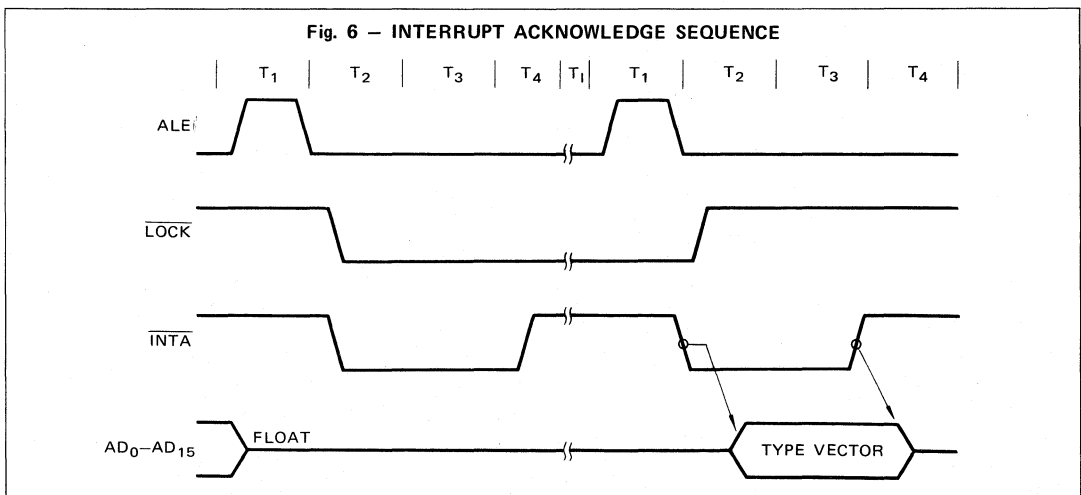 Fig. 6 – INTERRUPT ACKNOWLEDGE SEQUENCE
| T1 | T2 | T3 | T4 | TI | T1 | T2 | T3 | T4 |
ALE
LOCK
INTA
AD0–AD15
FLOAT
TYPE VECTOR